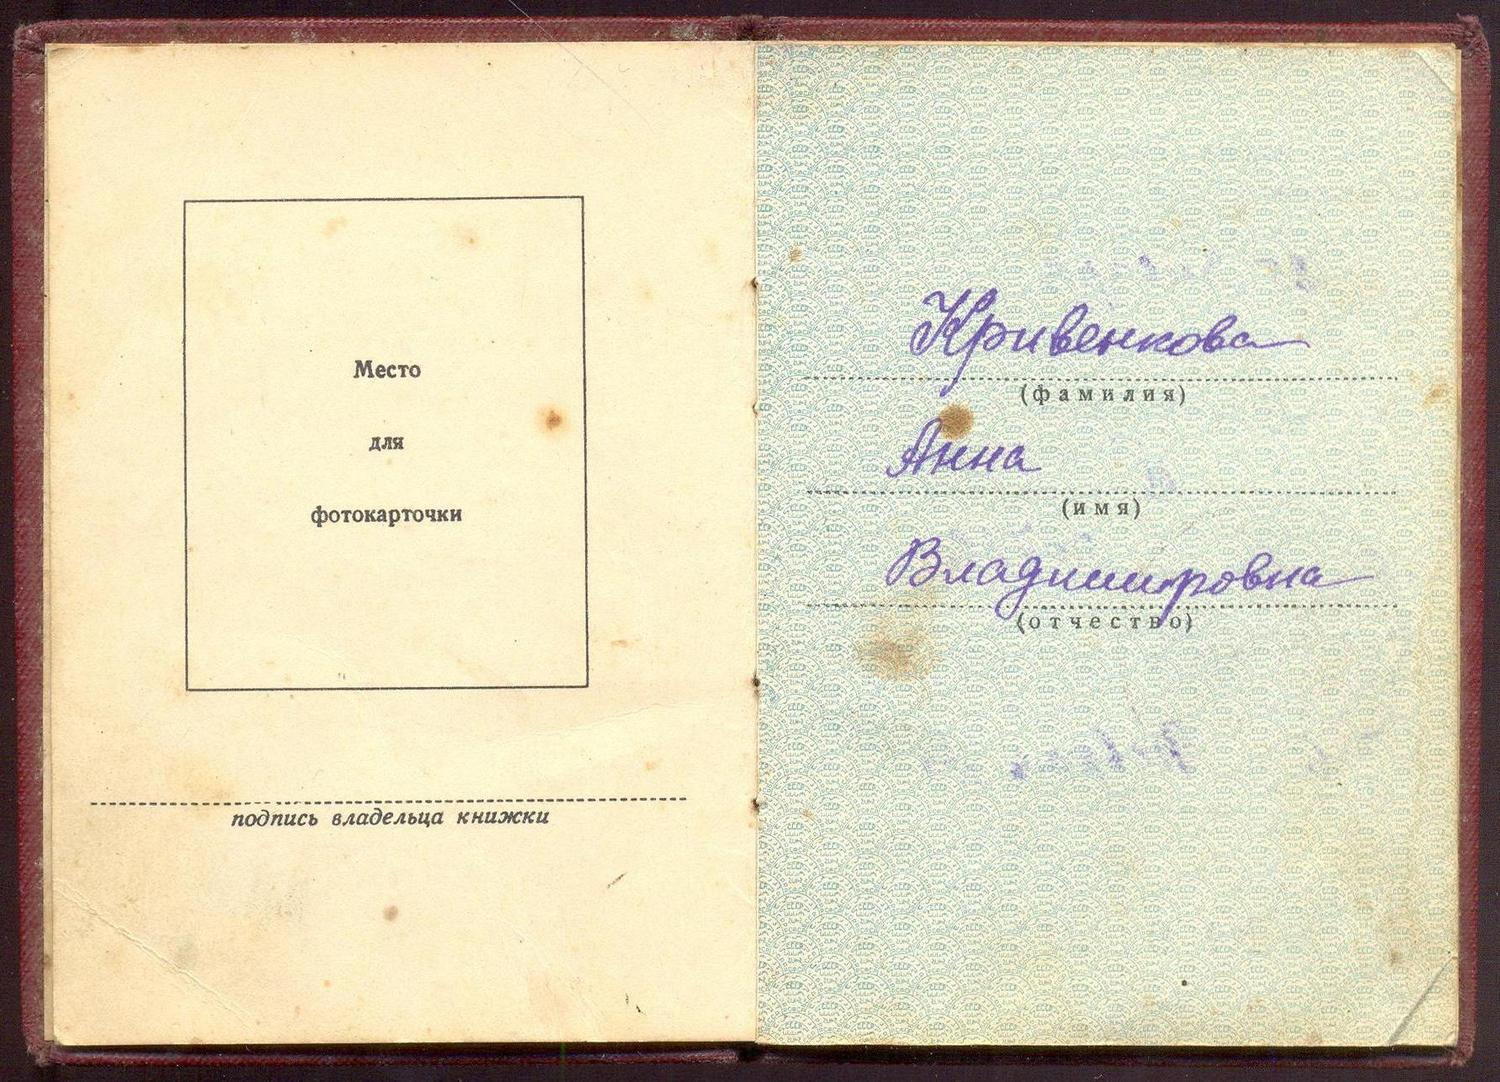 Место
для
фотокарточки
подпись владельца книжки
Кривенкова
(фамилия)
Анна
(имя)
Владимировна
(отчество)